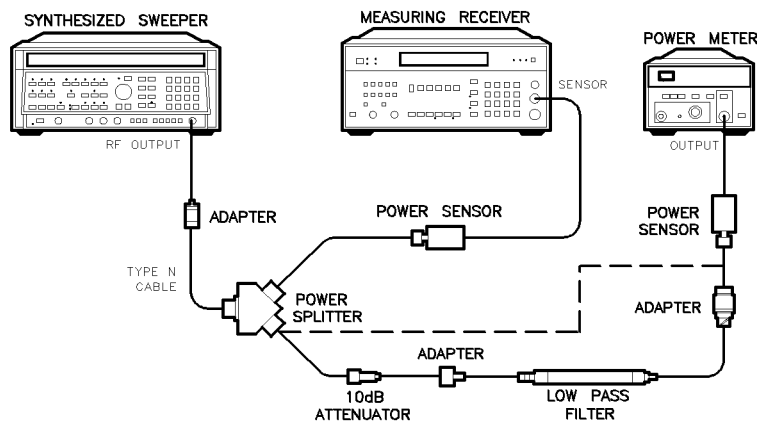 SYNTHESIZED SWEEPER
MEASURING RECEIVER
POWER METER
SENSOR
RF OUTPUT
OUTPUT
ADAPTER
POWER SENSOR
POWER
SENSOR
TYPE N
CABLE
POWER
SPLITTER
ADAPTER
ADAPTER
10dB
ATTENUATOR
LOW PASS
FILTER